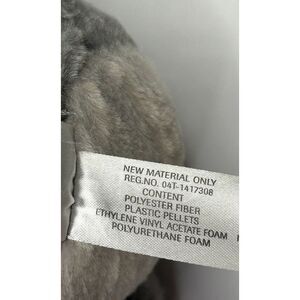 NEW MATERIAL ONLY
REG.NO. 04T-1417308
CONTENT
POLYESTER FIBER
PLASTIC PELLETS
ETHYLENE VINYL ACETATE FOAM
POLYURETHANE FOAM